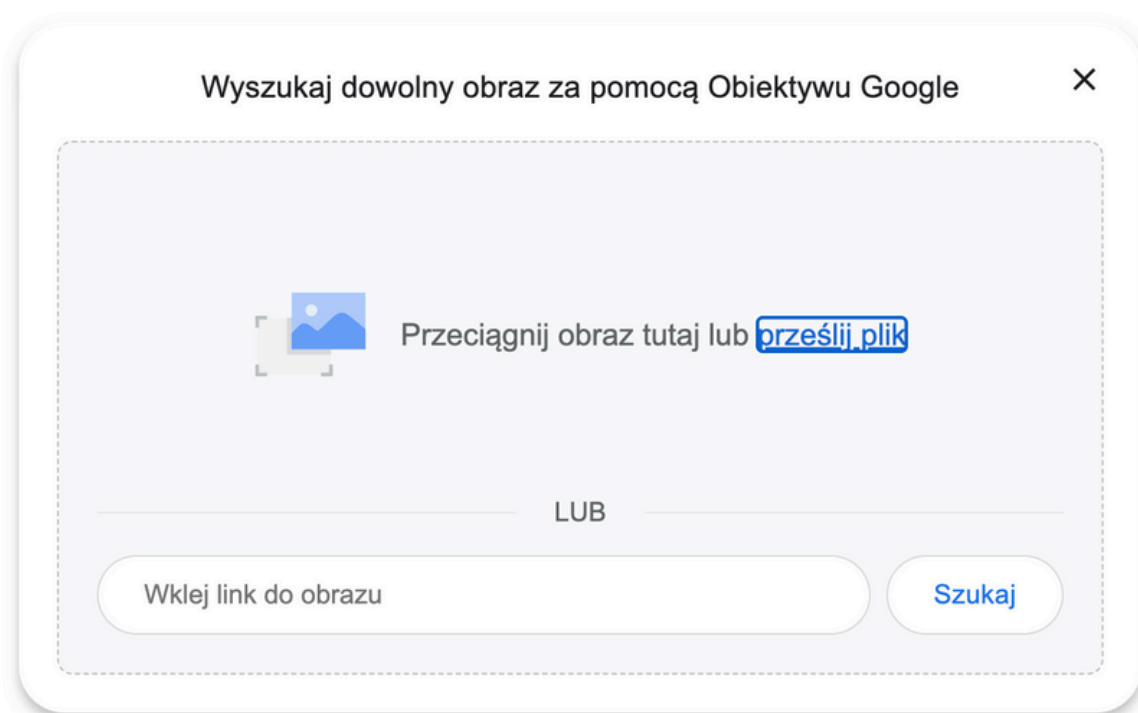 Wyszukaj dowolny obraz za pomocą Obiektywu Google
Przeciągnij obraz tutaj lub prześlij plik
LUB
Wklej link do obrazu
Szukaj